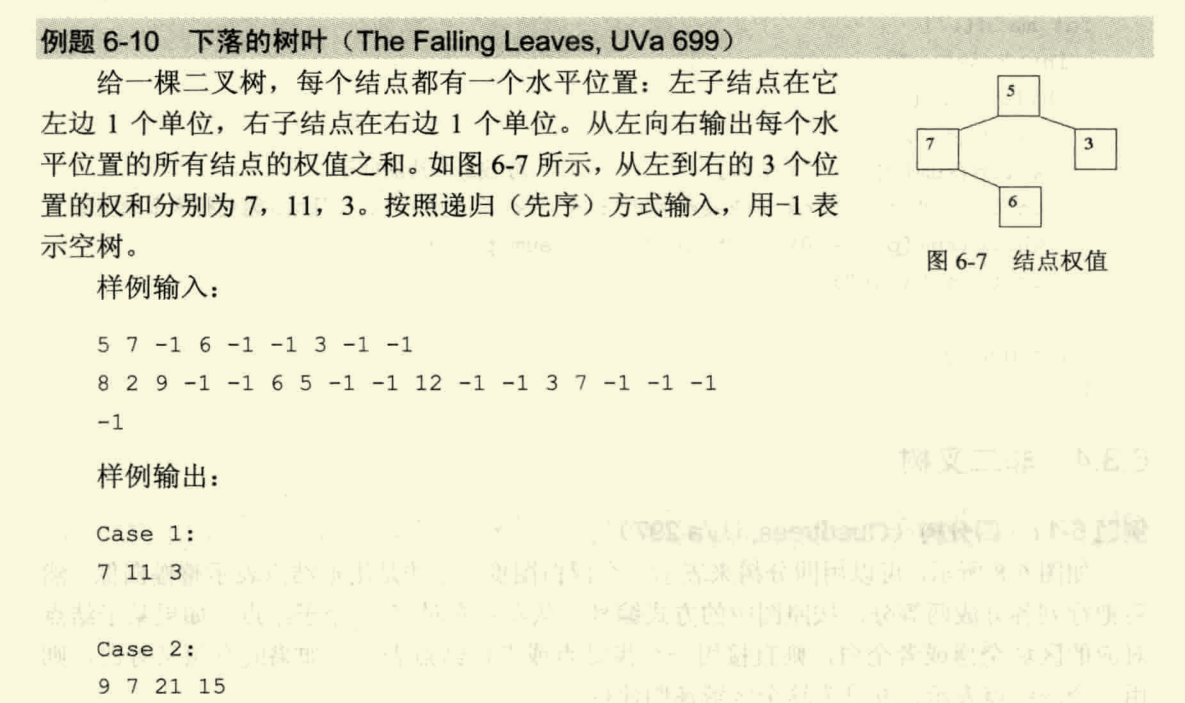 例题 6-10 下落的树叶（The Falling Leaves, UVa 699）
给一棵二叉树，每个结点都有一个水平位置：左子结点在它
左边 1 个单位，右子结点在右边 1 个单位。从左向右输出每个水
平位置的所有结点的权值之和。如图 6-7 所示，从左到右的 3 个位
置的权和分别为 7，11，3。按照递归（先序）方式输入，用-1 表
示空树。
5
7
3
6
图 6-7 结点权值
样例输入：
5 7 -1 6 -1 -1 3 -1 -1
8 2 9 -1 -1 6 5 -1 -1 12 -1 -1 3 7 -1 -1 -1
-1
样例输出：
Case 1:
7 11 3
Case 2:
9 7 21 15